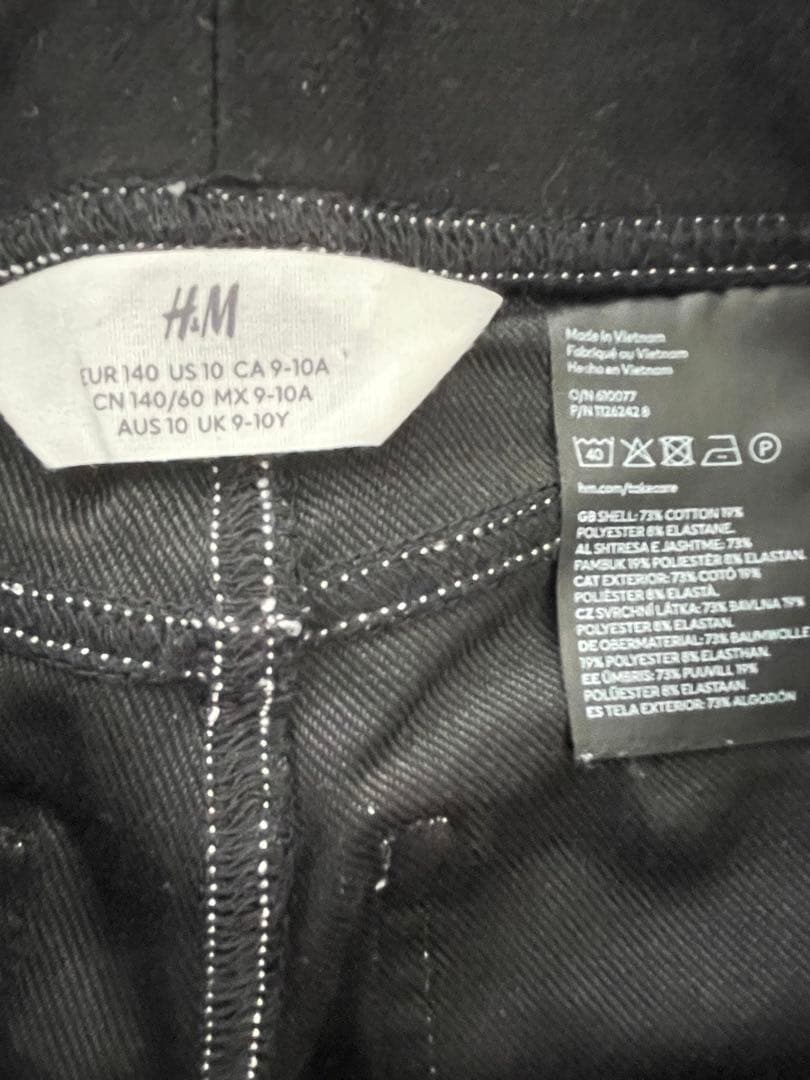 H&M
EUR 140 US 10 CA 9-10A
CN 140/60 MX 9-10A
AUS 10 UK 9-10Y
Made in Vietnam
Fabriqué au Vietnam
Hecho en Vietnam
O/N 610077
P/N 1126242 8
40
P
hm.com/takecare
GB SHELL: 73% COTTON 19%
POLYESTER 8% ELASTANE.
AL SHTRESA E JASHTME: 73%
PAMBUK 19% POLIESTËR 8% ELASTAN.
CAT EXTERIOR: 73% COTÓ 19%
POLIÈSTER 8% ELASTÀ.
CZ SVRCHNÍ LÁTKA: 73% BAVLNA 19%
POLYESTER 8% ELASTAN.
DE OBERMATERIAL: 73% BAUMWOLLE
19% POLYESTER 8% ELASTHAN.
EE ÜMBRIS: 73% PUUVILL 19%
POLÜESTER 8% ELASTAAN.
ES TELA EXTERIOR: 73% ALGODÓN